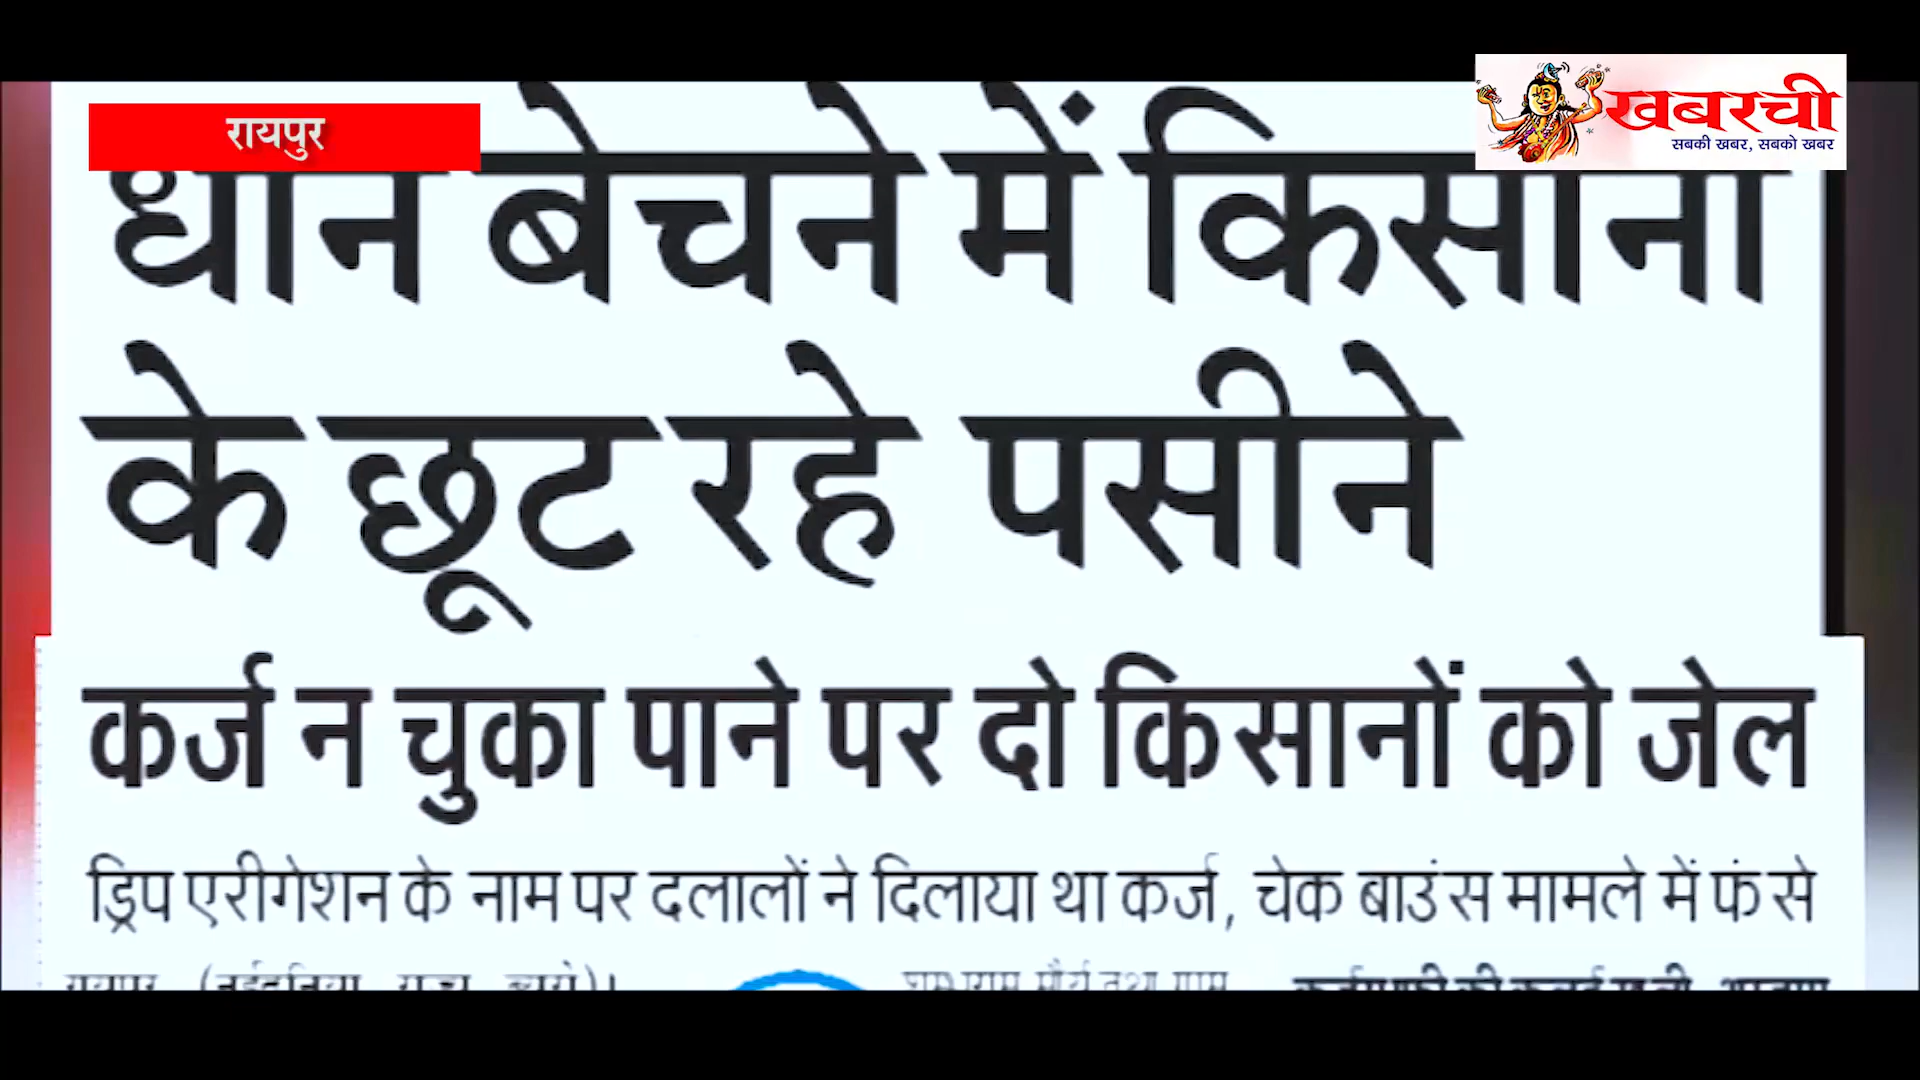 रायपुर
खबरची
सबकी खबर, सबको खबर
धान बेचने में किसानों
के छूट रहे पसीने
कर्ज न चुका पाने पर दो किसानों को जेल
ड्रिप एरीगेशन के नाम पर दलालों ने दिलाया था कर्ज, चेक बाउंस मामले में फंसे